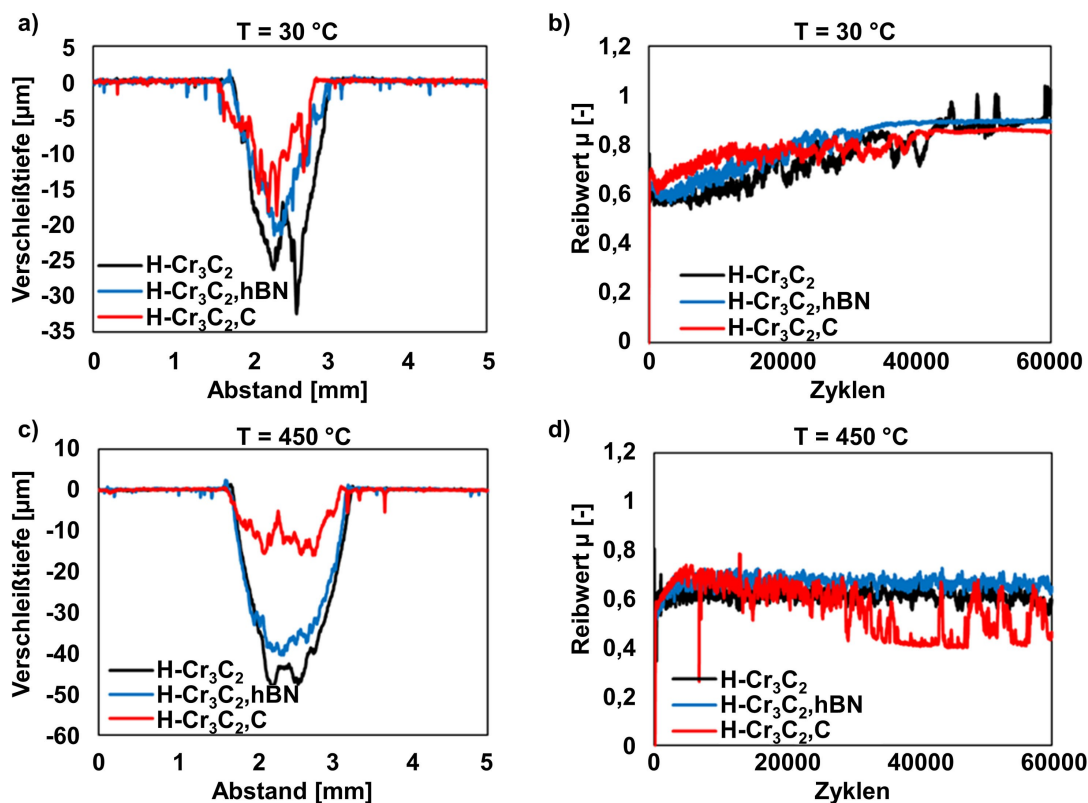 a)
T = 30 °C
Verschleißtiefe [µm]
5
0
-5
-10
-15
-20
-25
-30
-35
H-Cr₃C₂
H-Cr₃C₂,hBN
H-Cr₃C₂,C
0 1 2 3 4 5
Abstand [mm]
b)
T = 30 °C
Reibwert µ [-]
1,2
1
0,8
0,6
0,4
0,2
0
H-Cr₃C₂
H-Cr₃C₂,hBN
H-Cr₃C₂,C
0 20000 40000 60000
Zyklen
c)
T = 450 °C
Verschleißtiefe [µm]
10
0
-10
-20
-30
-40
-50
-60
H-Cr₃C₂
H-Cr₃C₂,hBN
H-Cr₃C₂,C
0 1 2 3 4 5
Abstand [mm]
d)
T = 450 °C
Reibwert µ [-]
1,2
1
0,8
0,6
0,4
0,2
0
H-Cr₃C₂
H-Cr₃C₂,hBN
H-Cr₃C₂,C
0 20000 40000 60000
Zyklen